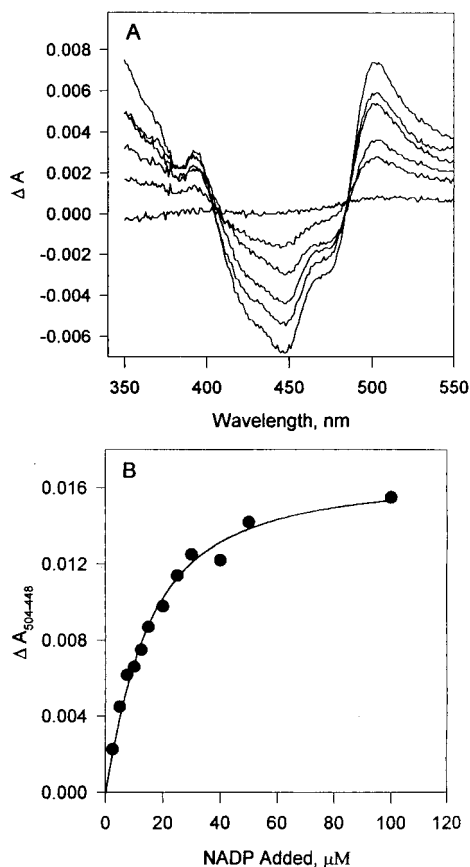 A
0.008
0.006
0.004
0.002
0.000
-0.002
-0.004
-0.006
Δ A
350 400 450 500 550
Wavelength, nm
B
0.016
0.012
0.008
0.004
0.000
Δ A504-448
0 20 40 60 80 100 120
NADP Added, μM